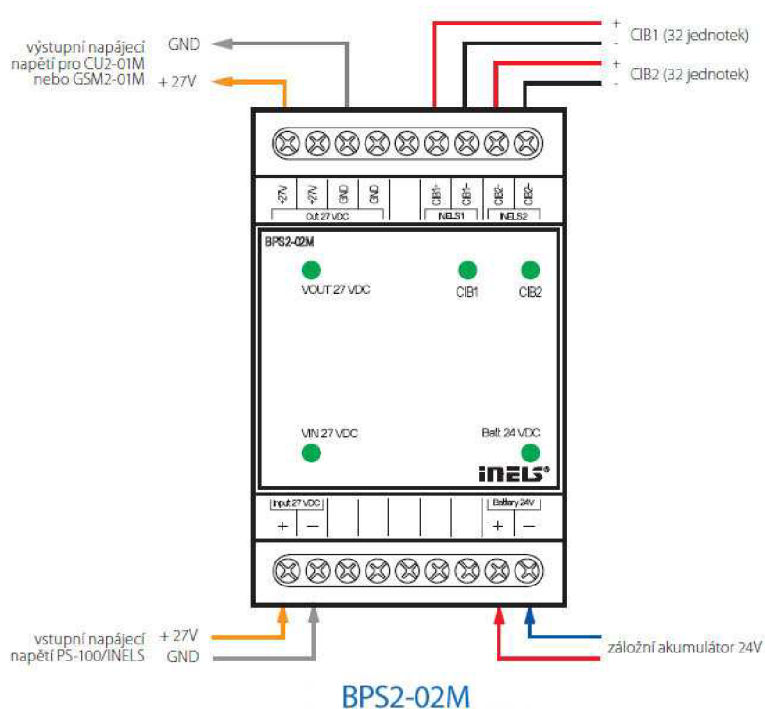 výstupní napájecí
napětí pro CU2-01M
nebo GSM2-01M
GND
+ 27V
+
CIB1 (32 jednotek)
-
+
CIB2 (32 jednotek)
-
+27V +27V GND GND CIB1+ CIB1- CIB2+ CIB2-
Out 27 VDC INELS1 INELS2
BPS2-02M
VOUT 27 VDC CIB1 CIB2
VIN 27 VDC Batt 24 VDC
iNELS®
Input 27 VDC Battery 24V
+ − + −
vstupní napájecí
napětí PS-100/INELS
+ 27V
GND
záložní akumulátor 24V
BPS2-02M